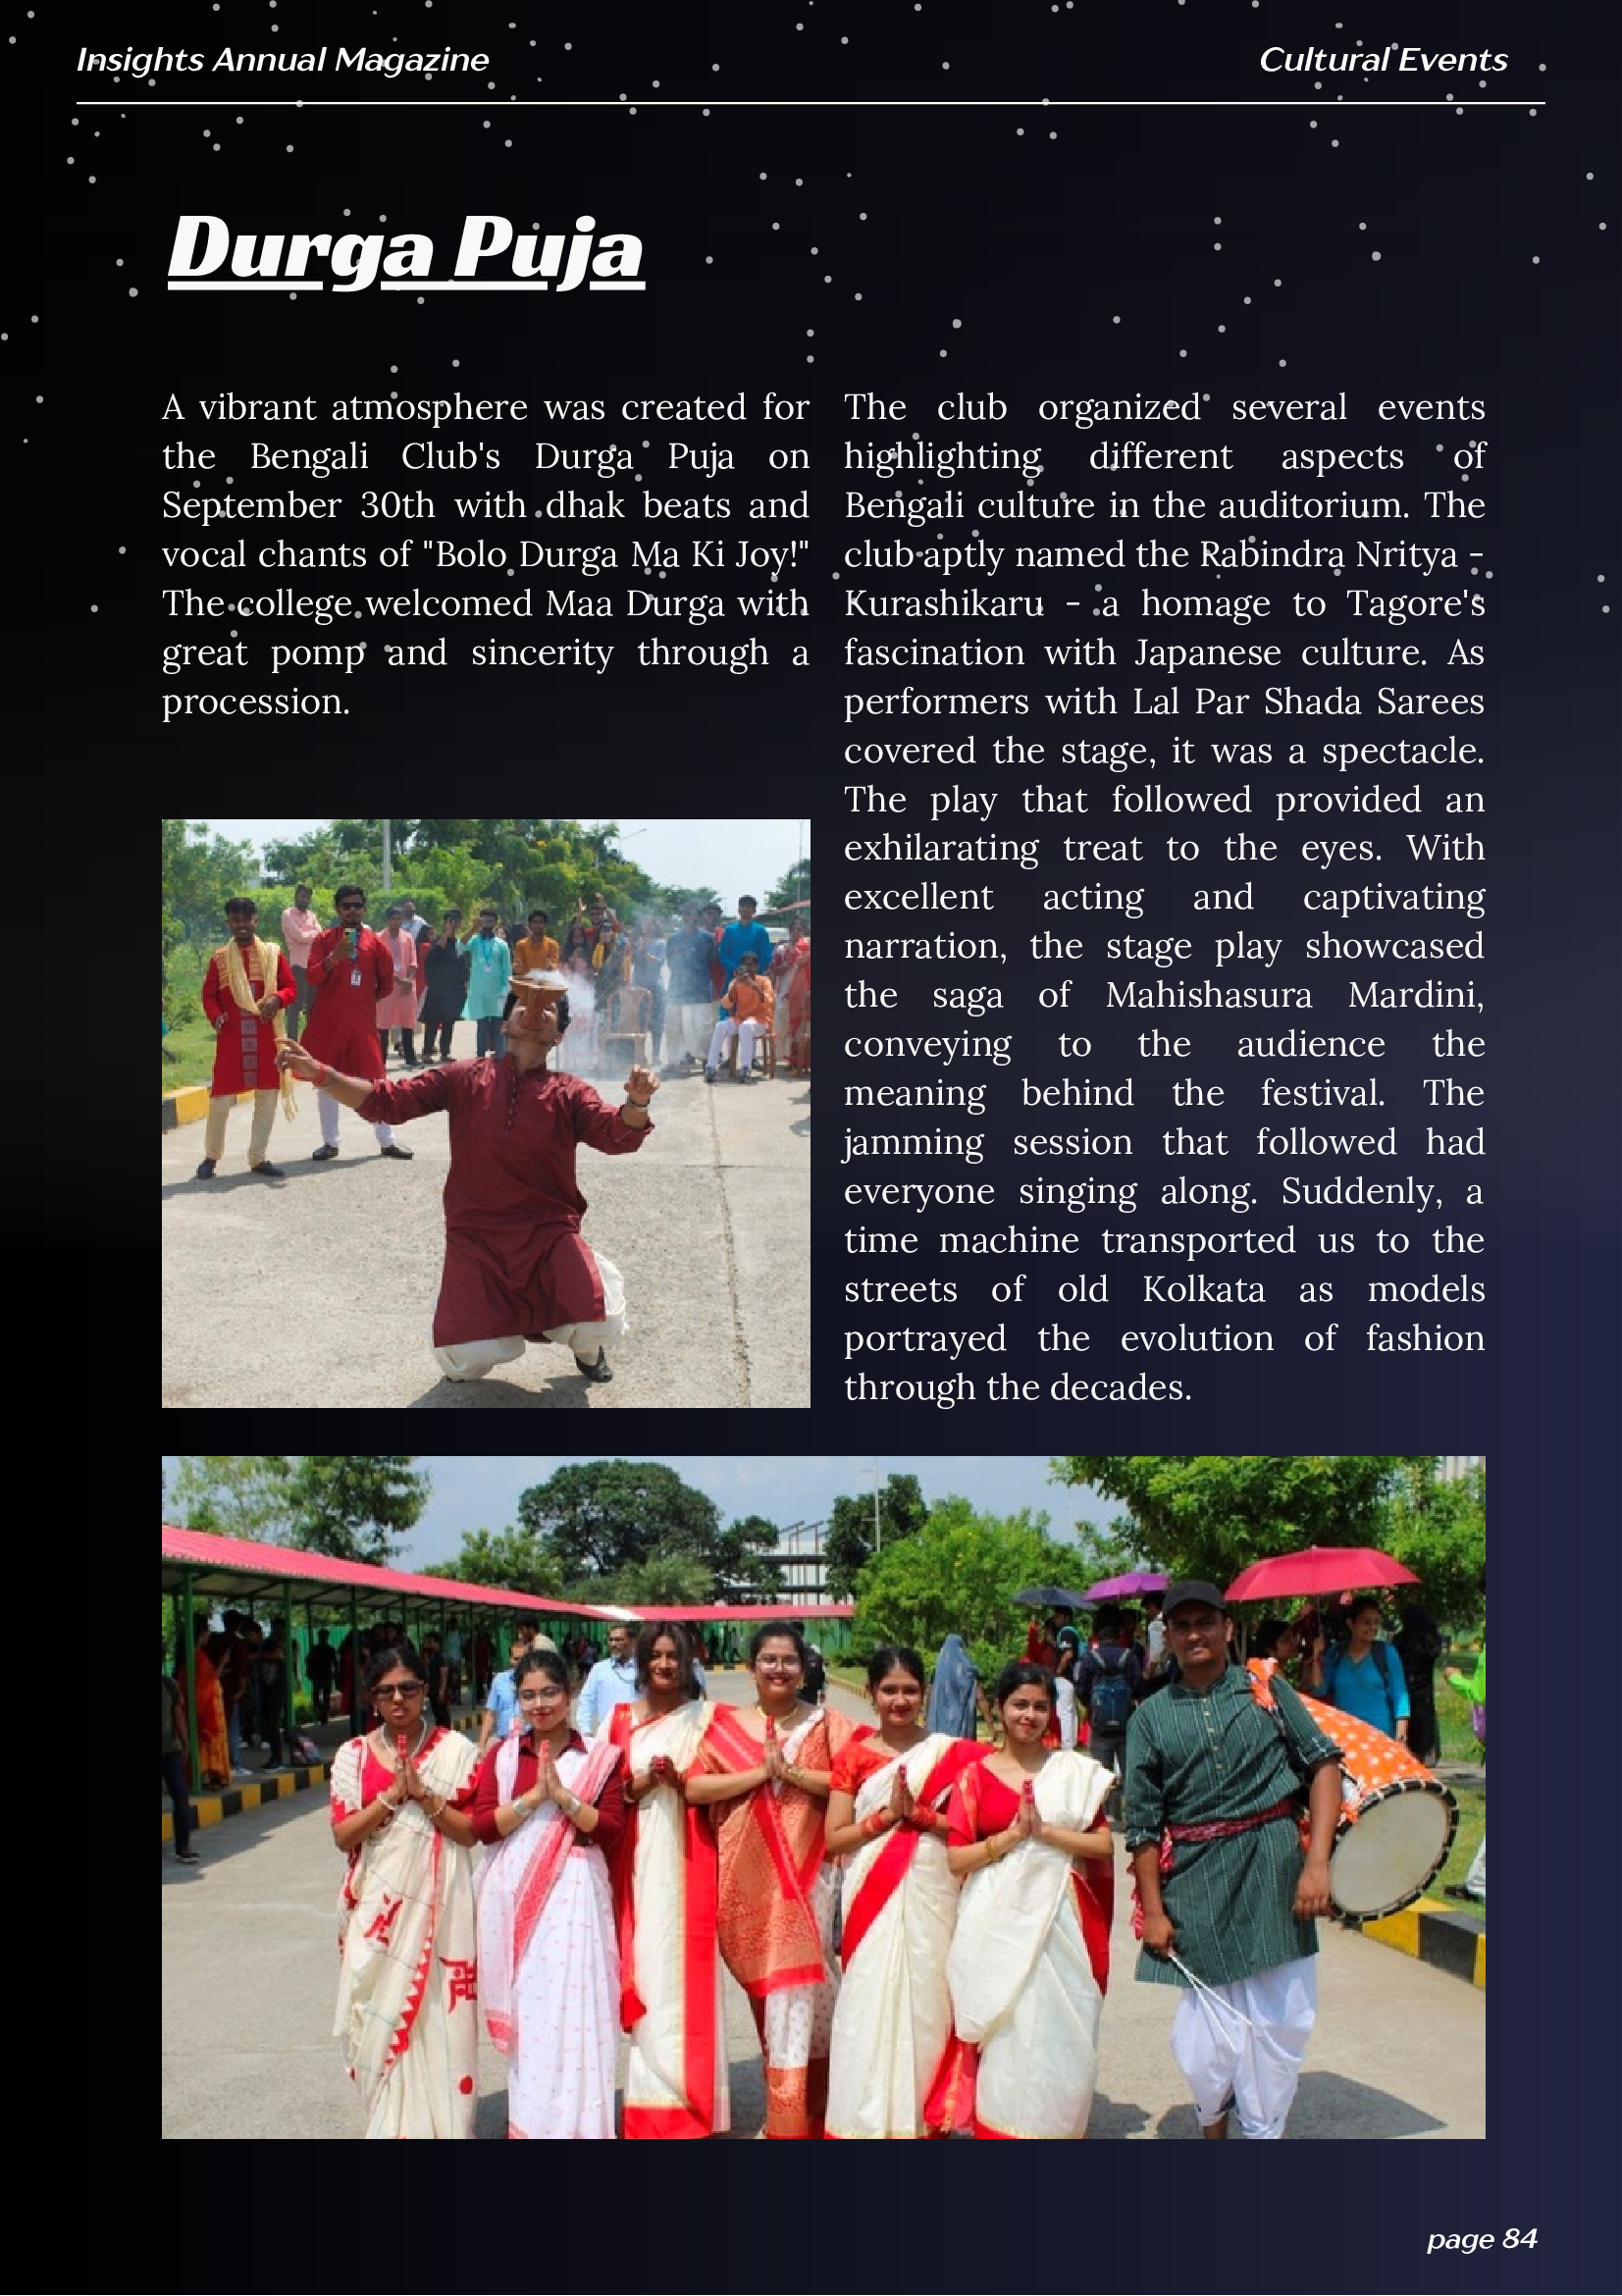 Insights Annual Magazine
Cultural Events
Durga Puja
A vibrant atmosphere was created for
the Bengali Club's Durga Puja on
September 30th with dhak beats and
vocal chants of "Bolo Durga Ma Ki Joy!"
The college welcomed Maa Durga with
great pomp and sincerity through a
procession.
The club organized several events
highlighting different aspects of
Bengali culture in the auditorium. The
club aptly named the Rabindra Nritya -
Kurashikaru - a homage to Tagore's
fascination with Japanese culture. As
performers with Lal Par Shada Sarees
covered the stage, it was a spectacle.
The play that followed provided an
exhilarating treat to the eyes. With
excellent acting and captivating
narration, the stage play showcased
the saga of Mahishasura Mardini,
conveying to the audience the
meaning behind the festival. The
jamming session that followed had
everyone singing along. Suddenly, a
time machine transported us to the
streets of old Kolkata as models
portrayed the evolution of fashion
through the decades.
page 84